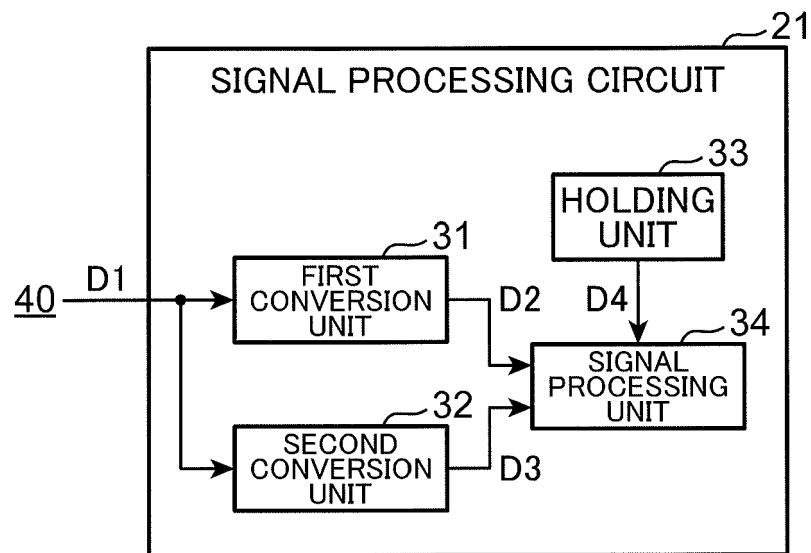 21
SIGNAL PROCESSING CIRCUIT
33
HOLDING
UNIT
31
FIRST
CONVERSION
UNIT
40
D1
D2
D4
34
SIGNAL
PROCESSING
UNIT
32
SECOND
CONVERSION
UNIT
D3